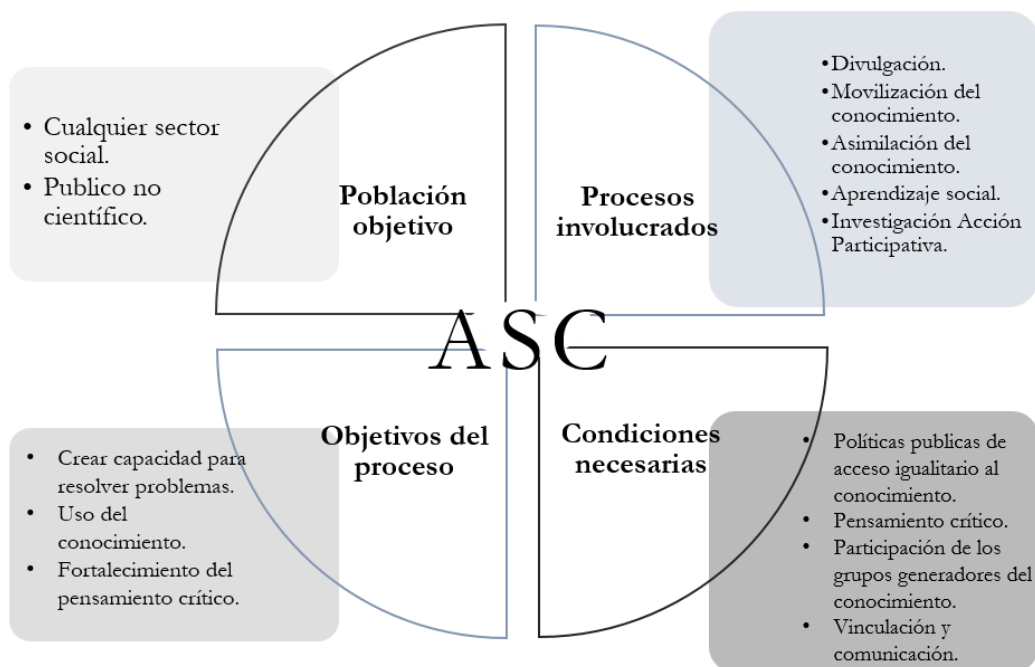 • Cualquier sector
social.
• Publico no
científico.
Población
objetivo
Procesos
involucrados
•Divulgación.
•Movilización del
conocimiento.
•Asimilación del
conocimiento.
•Aprendizaje social.
•Investigación Acción
Participativa.
ASC
Objetivos del
proceso
• Crear capacidad para
resolver problemas.
• Uso del
conocimiento.
• Fortalecimiento del
pensamiento crítico.
Condiciones
necesarias
• Políticas publicas de
acceso igualitario al
conocimiento.
• Pensamiento crítico.
• Participación de los
grupos generadores del
conocimiento.
• Vinculación y
comunicación.